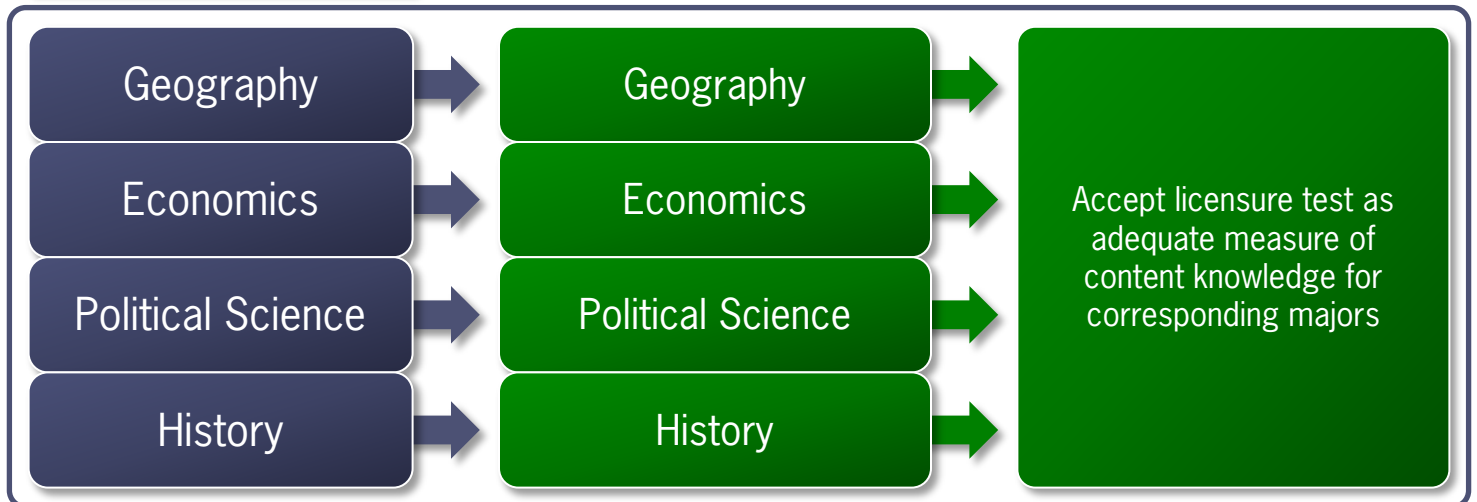 Geography
Geography
Economics
Economics
Political Science
Political Science
History
History
Accept licensure test as
adequate measure of
content knowledge for
corresponding majors